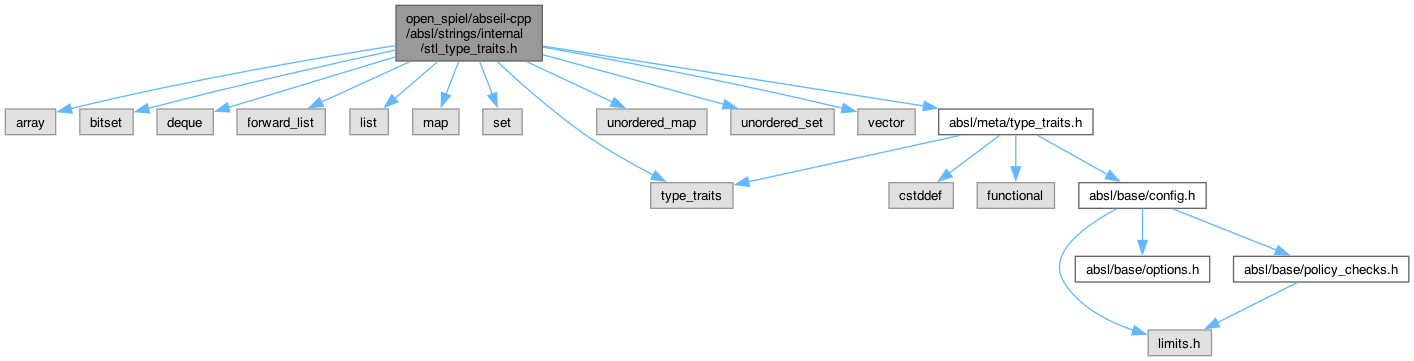 open_spiel/abseil-cpp
/absl/strings/internal
/stl_type_traits.h
array
bitset
deque
forward_list
list
map
set
unordered_map
unordered_set
vector
absl/meta/type_traits.h
type_traits
cstddef
functional
absl/base/config.h
absl/base/options.h
absl/base/policy_checks.h
limits.h